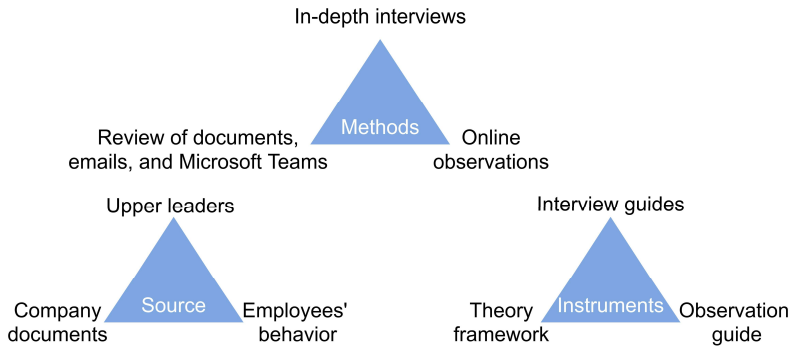 In-depth interviews
Methods
Review of documents,
emails, and Microsoft Teams
Online
observations
Upper leaders
Source
Company
documents
Employees'
behavior
Interview guides
Instruments
Theory
framework
Observation
guide